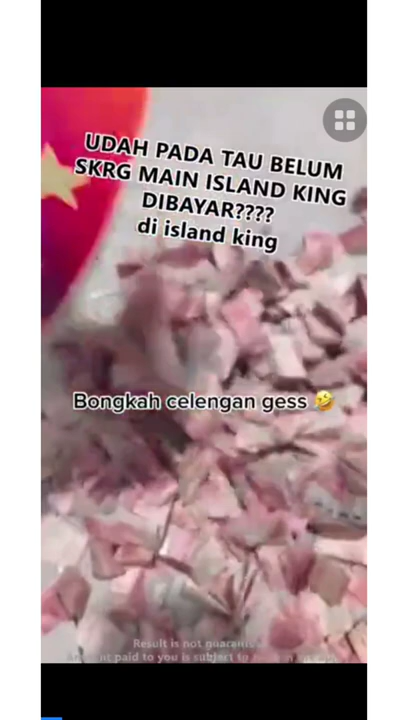 UDAH PADA TAU BELUM
SKRG MAIN ISLAND KING
DIBAYAR????
di island king
Bongkah celengan gess 🤣
Result is not
paid to you is subject to